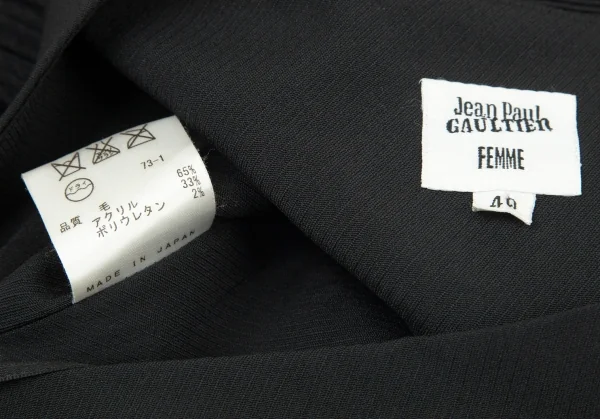 ドライ
73-1
品質 毛 65%
アクリル 33%
ポリウレタン 2%
MADE IN JAPAN
Jean Paul
GAULTIER
FEMME
40